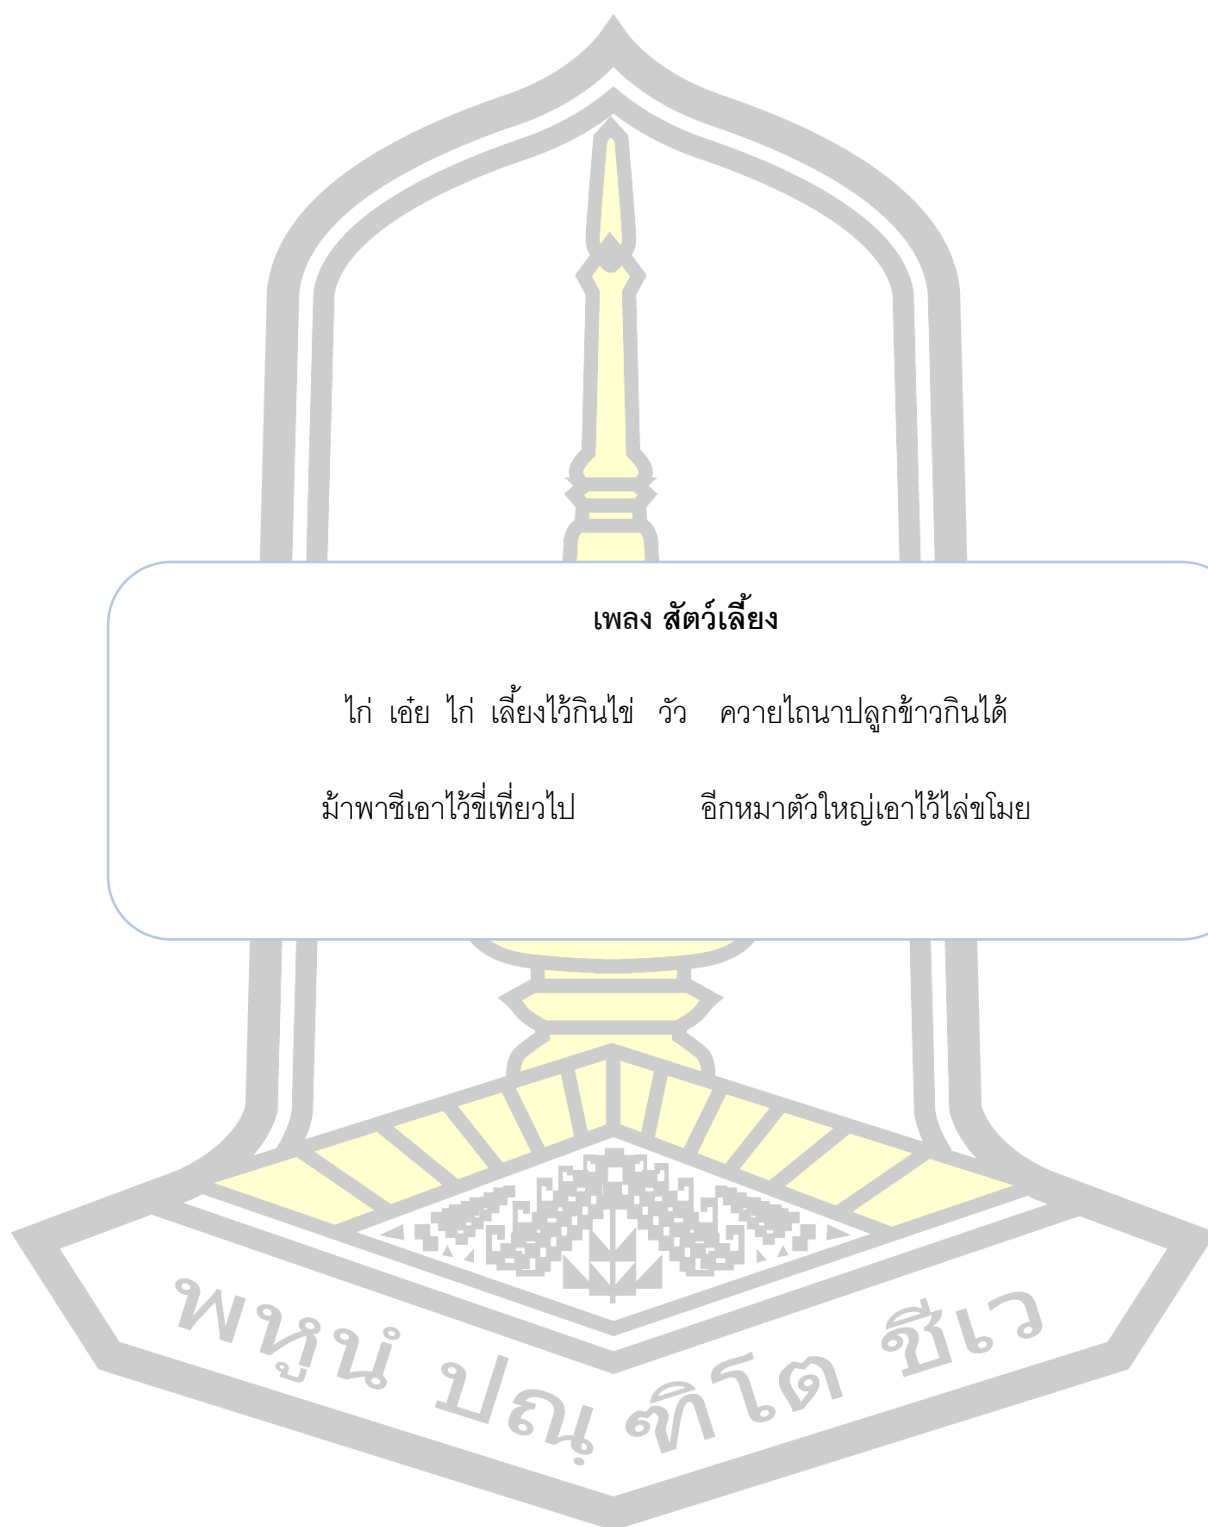 เพลง สัตว์เลี้ยง
ไก่ เอ๋ย ไก่ เลี้ยงไว้กินไข่ วัว ควายไถนาปลูกข้าวกินได้
ม้าพาชีเอาไว้ขี่เที่ยวไป อีกหมาตัวใหญ่เอาไว้ไล่ขโมย
พหูนํ ปณฺฑิโต ชีเว